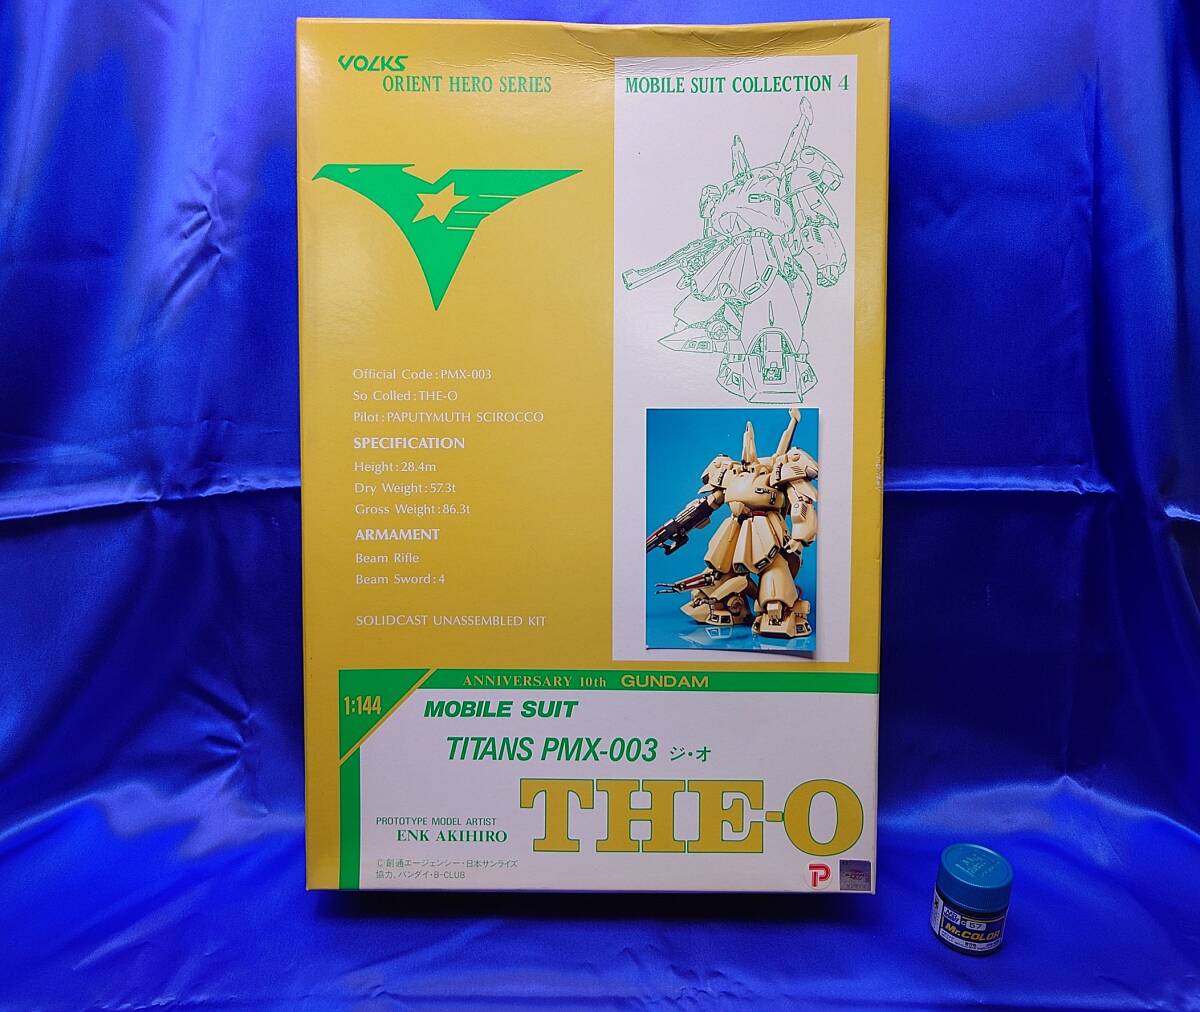 VOLKS
ORIENT HERO SERIES
MOBILE SUIT COLLECTION 4
Official Code:PMX-003
So Colled:THE-O
Pilot:PAPUTYMUTH SCIROCCO
SPECIFICATION
Height:28.4m
Dry Weight:57.3t
Gross Weight:86.3t
ARMAMENT
Beam Rifle
Beam Sword:4
SOLIDCAST UNASSEMBLED KIT
ANNIVERSARY 10th GUNDAM
1:144
MOBILE SUIT
TITANS PMX-003 ジ・オ
THE-O
PROTOTYPE MODEL ARTIST
ENK AKIHIRO
©創通エージェンシー・日本サンライズ
協力、バンダイ・B-CLUB
C 57
Mr.COLOR